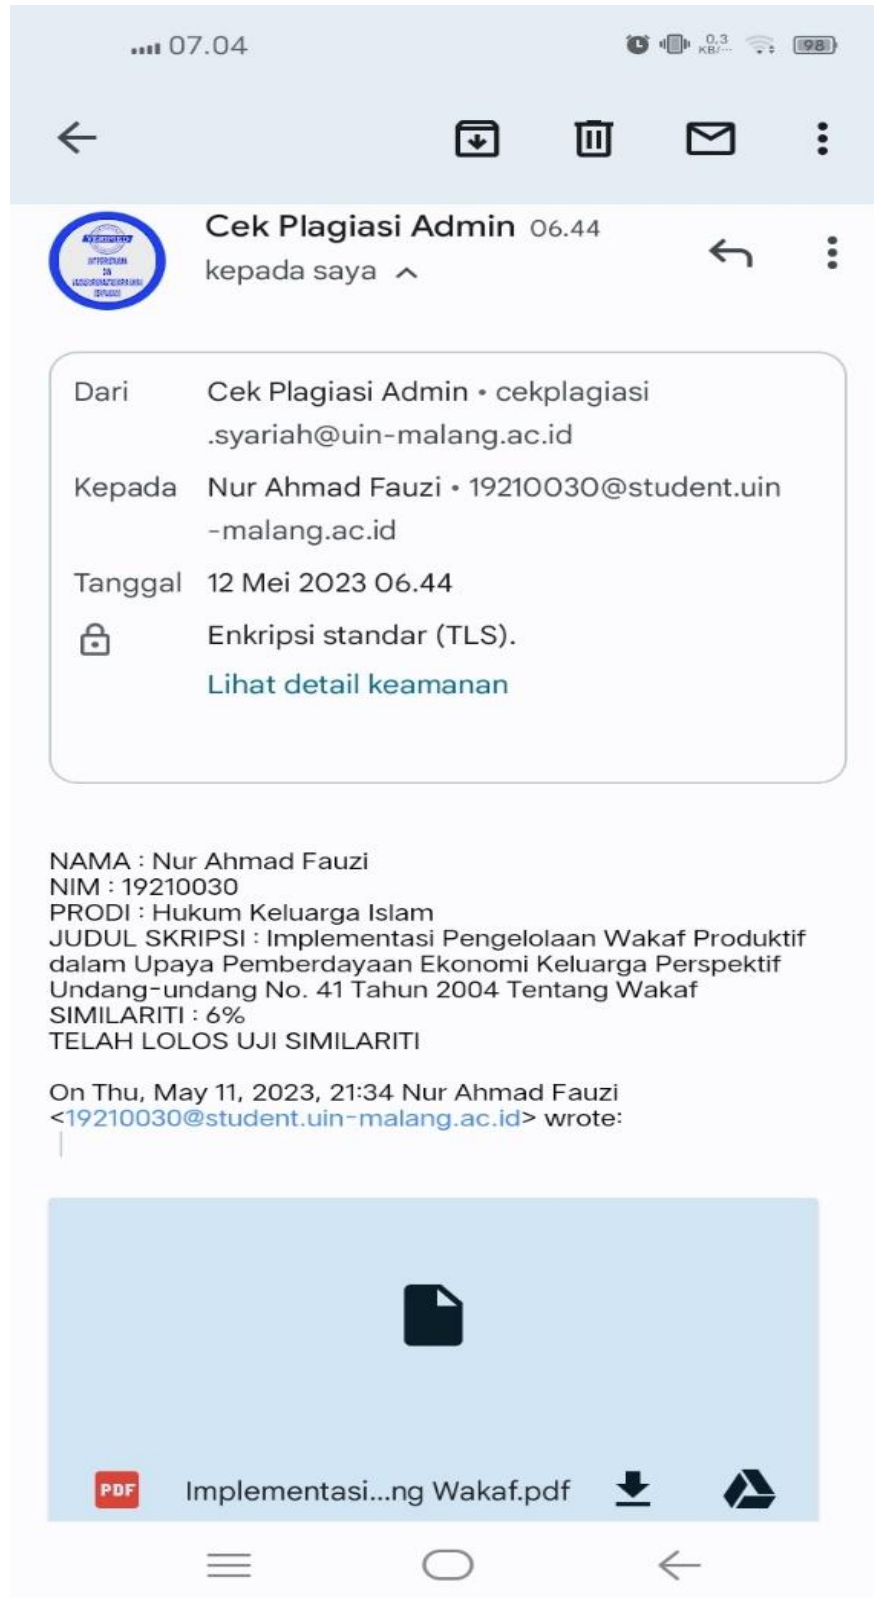 07.04
0,3
KB/...
98
Cek Plagiasi Admin 06.44
kepada saya
VERIFIED
Dari Cek Plagiasi Admin • cekplagiasi
.syariah@uin-malang.ac.id
Kepada Nur Ahmad Fauzi • 19210030@student.uin
-malang.ac.id
Tanggal 12 Mei 2023 06.44
Enkripsi standar (TLS).
Lihat detail keamanan
NAMA : Nur Ahmad Fauzi
NIM : 19210030
PRODI : Hukum Keluarga Islam
JUDUL SKRIPSI : Implementasi Pengelolaan Wakaf Produktif
dalam Upaya Pemberdayaan Ekonomi Keluarga Perspektif
Undang-undang No. 41 Tahun 2004 Tentang Wakaf
SIMILARITI : 6%
TELAH LOLOS UJI SIMILARITI
On Thu, May 11, 2023, 21:34 Nur Ahmad Fauzi
<19210030@student.uin-malang.ac.id> wrote:
PDF Implementasi...ng Wakaf.pdf